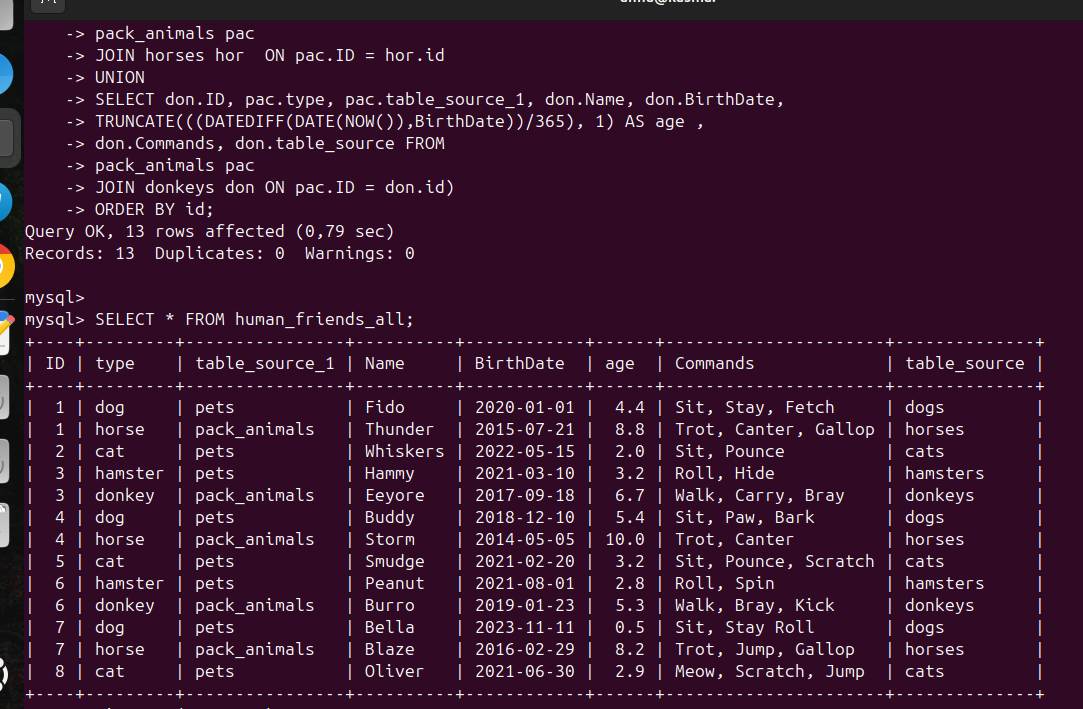 -> pack_animals pac
-> JOIN horses hor  ON pac.ID = hor.id
-> UNION
-> SELECT don.ID, pac.type, pac.table_source_1, don.Name, don.BirthDate,
-> TRUNCATE(((DATEDIFF(DATE(NOW()),BirthDate))/365), 1) AS age ,
-> don.Commands, don.table_source FROM
-> pack_animals pac
-> JOIN donkeys don ON pac.ID = don.id)
-> ORDER BY id;
Query OK, 13 rows affected (0,79 sec)
Records: 13  Duplicates: 0  Warnings: 0
mysql>
mysql> SELECT * FROM human_friends_all;
+----+---------+----------------+----------+------------+------+-----------------------+--------------+
| ID | type    | table_source_1 | Name     | BirthDate  | age  | Commands              | table_source |
+----+---------+----------------+----------+------------+------+-----------------------+--------------+
|  1 | dog     | pets           | Fido     | 2020-01-01 |  4.4 | Sit, Stay, Fetch      | dogs         |
|  1 | horse   | pack_animals   | Thunder  | 2015-07-21 |  8.8 | Trot, Canter, Gallop  | horses       |
|  2 | cat     | pets           | Whiskers | 2022-05-15 |  2.0 | Sit, Pounce           | cats         |
|  3 | hamster | pets           | Hammy    | 2021-03-10 |  3.2 | Roll, Hide            | hamsters     |
|  3 | donkey  | pack_animals   | Eeyore   | 2017-09-18 |  6.7 | Walk, Carry, Bray     | donkeys      |
|  4 | dog     | pets           | Buddy    | 2018-12-10 |  5.4 | Sit, Paw, Bark        | dogs         |
|  4 | horse   | pack_animals   | Storm    | 2014-05-05 | 10.0 | Trot, Canter          | horses       |
|  5 | cat     | pets           | Smudge   | 2021-02-20 |  3.2 | Sit, Pounce, Scratch  | cats         |
|  6 | hamster | pets           | Peanut   | 2021-08-01 |  2.8 | Roll, Spin            | hamsters     |
|  6 | donkey  | pack_animals   | Burro    | 2019-01-23 |  5.3 | Walk, Bray, Kick      | donkeys      |
|  7 | dog     | pets           | Bella    | 2023-11-11 |  0.5 | Sit, Stay Roll        | dogs         |
|  7 | horse   | pack_animals   | Blaze    | 2016-02-29 |  8.2 | Trot, Jump, Gallop    | horses       |
|  8 | cat     | pets           | Oliver   | 2021-06-30 |  2.9 | Meow, Scratch, Jump   | cats         |
+----+---------+----------------+----------+------------+------+-----------------------+--------------+